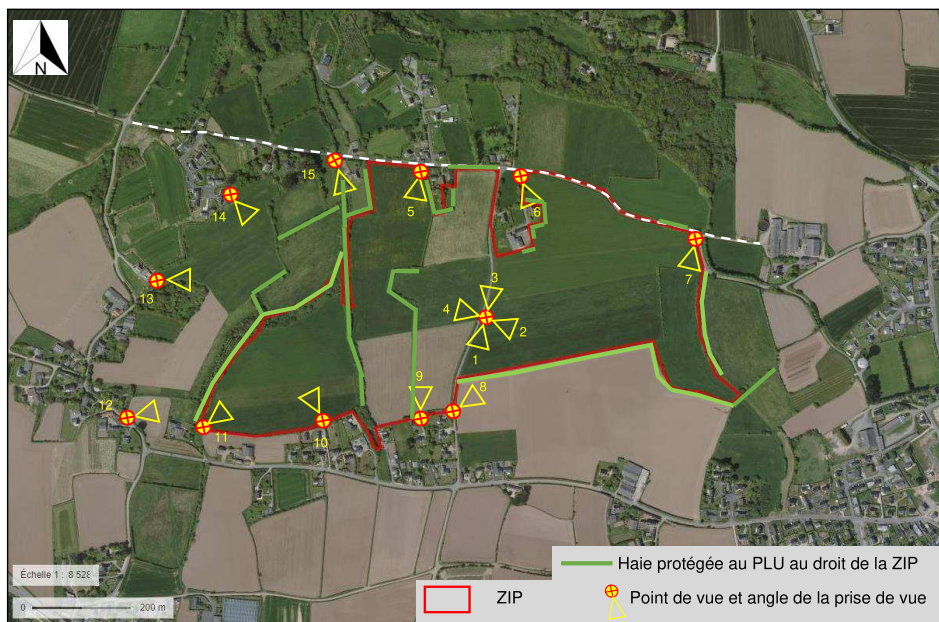 N
15
5
6
14
7
13
3
4
2
1
9
8
12
11
10
Échelle 1 : 8 528
0 200 m
Haie protégée au PLU au droit de la ZIP
ZIP
Point de vue et angle de la prise de vue